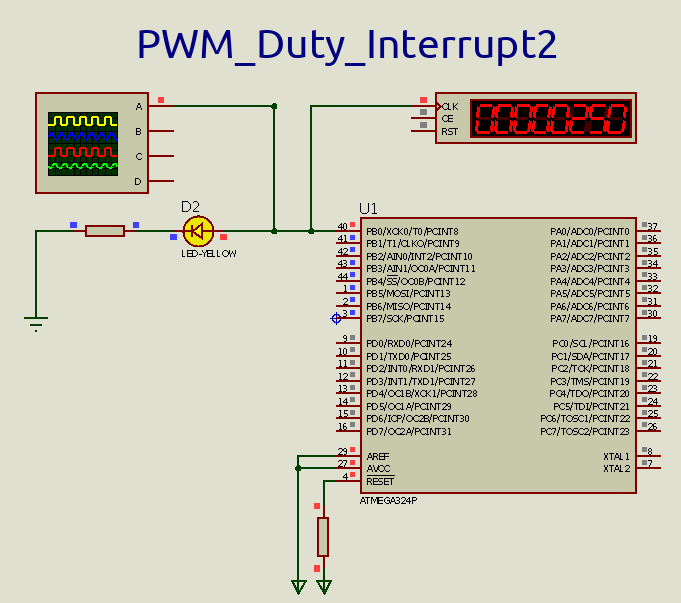 PWM_Duty_Interrupt2
A
B
C
D
CLK
CE
RST
00000250
D2
LED-YELLOW
U1
40 PB0/XCK0/T0/PCINT8 PA0/ADC0/PCINT0 37
41 PB1/T1/CLKO/PCINT9 PA1/ADC1/PCINT1 36
42 PB2/AIN0/INT2/PCINT10 PA2/ADC2/PCINT2 35
43 PB3/AIN1/OC0A/PCINT11 PA3/ADC3/PCINT3 34
44 PB4/SS/OC0B/PCINT12 PA4/ADC4/PCINT4 33
1 PB5/MOSI/PCINT13 PA5/ADC5/PCINT5 32
2 PB6/MISO/PCINT14 PA6/ADC6/PCINT6 31
3 PB7/SCK/PCINT15 PA7/ADC7/PCINT7 30
9 PD0/RXD0/PCINT24 PC0/SCL/PCINT16 19
10 PD1/TXD0/PCINT25 PC1/SDA/PCINT17 20
11 PD2/INT0/RXD1/PCINT26 PC2/TCK/PCINT18 21
12 PD3/INT1/TXD1/PCINT27 PC3/TMS/PCINT19 22
13 PD4/OC1B/XCK1/PCINT28 PC4/TDO/PCINT20 23
14 PD5/OC1A/PCINT29 PC5/TDI/PCINT21 24
15 PD6/ICP/OC2B/PCINT30 PC6/TOSC1/PCINT22 25
16 PD7/OC2A/PCINT31 PC7/TOSC2/PCINT23 26
29 AREF XTAL1 8
27 AVCC XTAL2 7
4 RESET
ATMEGA324P